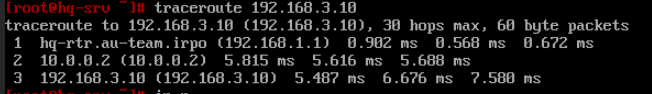 [root@hq-srv ~]# traceroute 192.168.3.10
traceroute to 192.168.3.10 (192.168.3.10), 30 hops max, 60 byte packets
1 hq-rtr.au-team.irpo (192.168.1.1) 0.902 ms 0.568 ms 0.672 ms
2 10.0.0.2 (10.0.0.2) 5.815 ms 5.616 ms 5.688 ms
3 192.168.3.10 (192.168.3.10) 5.487 ms 6.676 ms 7.580 ms